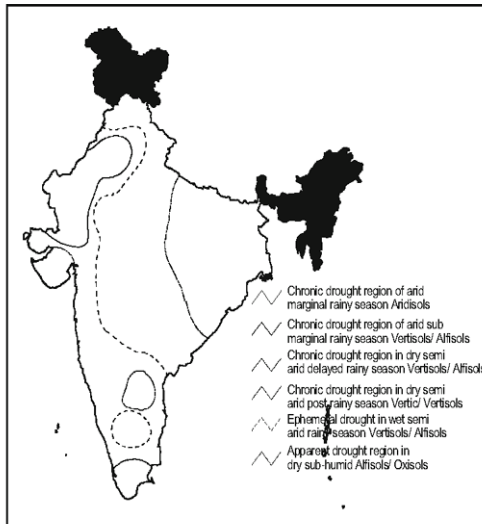 Chronic drought region of arid
marginal rainy season Aridisols
Chronic drought region of arid sub
marginal rainy season Vertisols/ Alfisols
Chronic drought region in dry semi
arid delayed rainy season Vertisols/ Alfisols
Chronic drought region in dry semi
arid post rainy season Vertic/ Vertisols
Ephemeral drought in wet semi
arid rainy season Vertisols/ Alfisols
Apparent drought region in
dry sub-humid Alfisols/ Oxisols